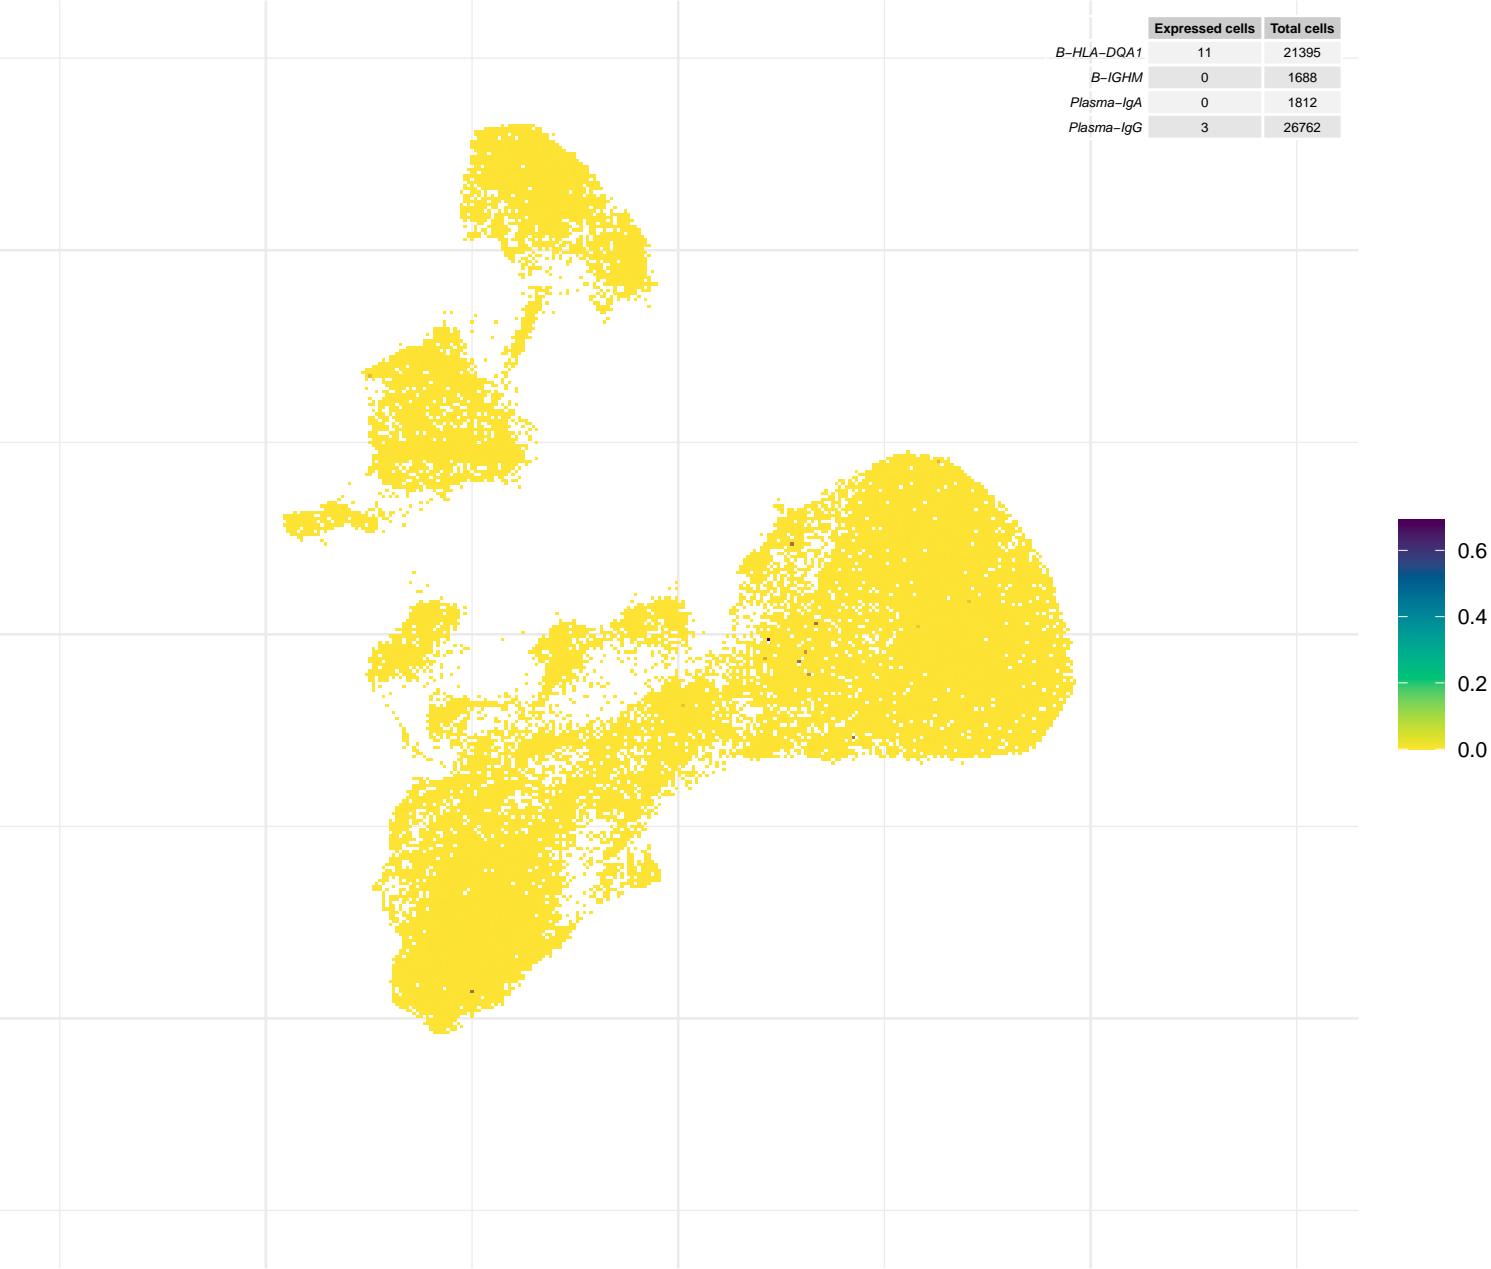 Expressed cells Total cells
B−HLA−DQA1 11 21395
B−IGHM 0 1688
Plasma−IgA 0 1812
Plasma−IgG 3 26762
0.6
0.4
0.2
0.0